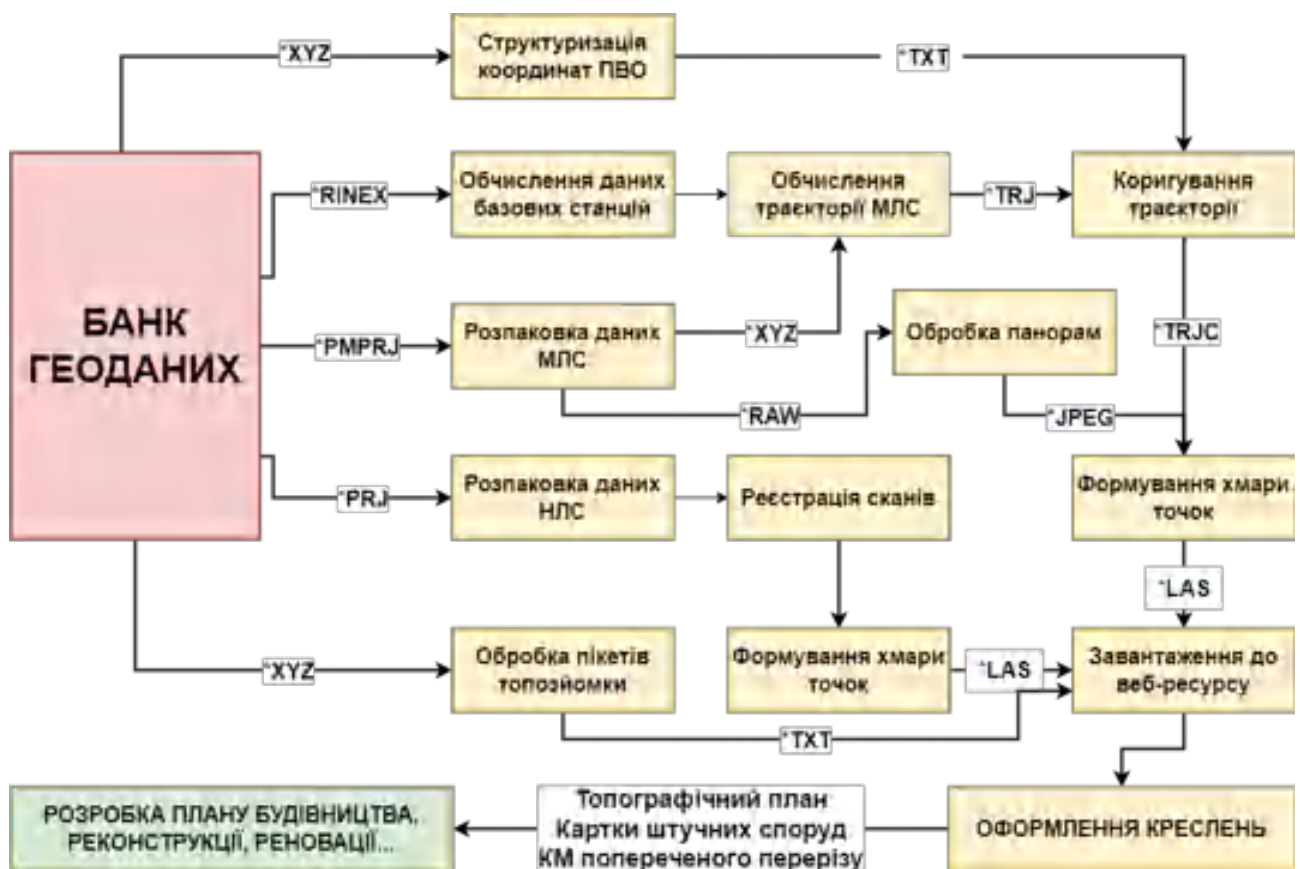 *XYZ
Структуризація
координат ПВО
*TXT
БАНК
ГЕОДАНИХ
*RINEX
Обчислення даних
базових станцій
Обчислення
траєкторії МЛС
*TRJ
Коригування
траєкторії
*PMPRJ
Розпаковка даних
МЛС
*XYZ
Обробка панорам
*TRJC
*RAW
*JPEG
*PRJ
Розпаковка даних
НЛС
Реєстрація сканів
Формування хмари
точок
*LAS
*XYZ
Обробка пікетів
топозйомки
Формування хмари
точок
*LAS
Завантаження до
веб-ресурсу
*TXT
РОЗРОБКА ПЛАНУ БУДІВНИЦТВА,
РЕКОНСТРУКЦІЇ, РЕНОВАЦІЇ...
Топографічний план
Картки штучних споруд
КМ поперечного перерізу
ОФОРМЛЕННЯ КРЕСЛЕНЬ